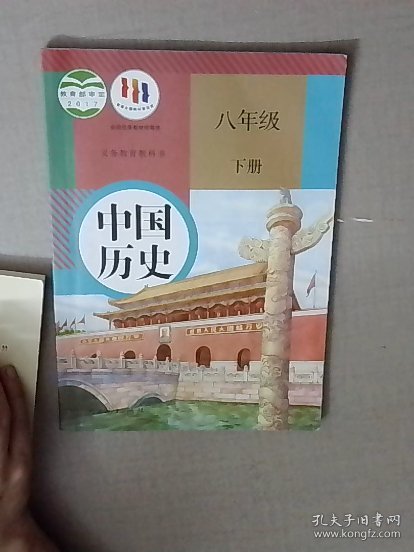 教育部审定
2017
八年级
下册
义务教育教科书
中国
历史
孔夫子旧书网
kongfz.com